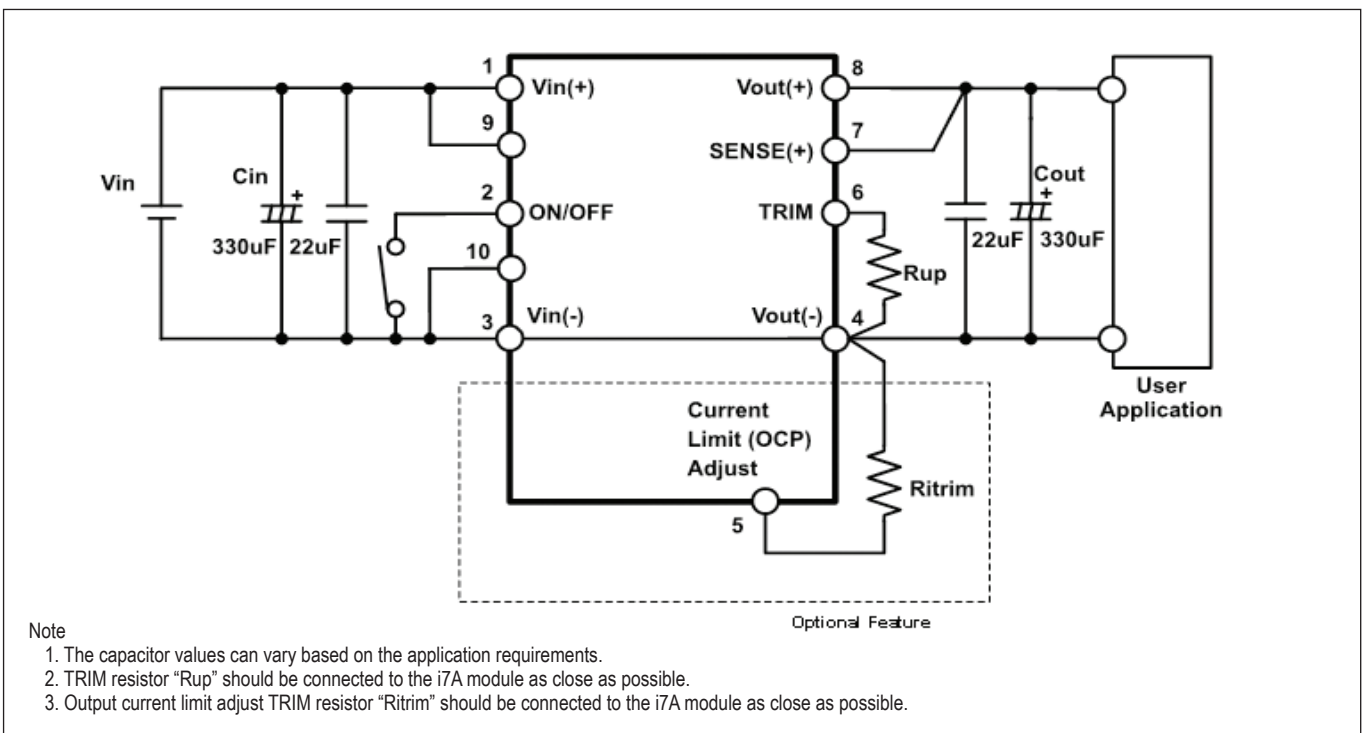 1
Vin(+)
Vout(+)
8
9
SENSE(+)
7
Vin
Cin
+
330uF
22uF
2
ON/OFF
TRIM
6
Cout
+
22uF
330uF
10
Rup
3
Vin(-)
Vout(-)
4
User
Application
Current
Limit (OCP)
Adjust
Ritrim
5
Optional Feature
Note
1. The capacitor values can vary based on the application requirements.
2. TRIM resistor “Rup” should be connected to the i7A module as close as possible.
3. Output current limit adjust TRIM resistor “Ritrim” should be connected to the i7A module as close as possible.